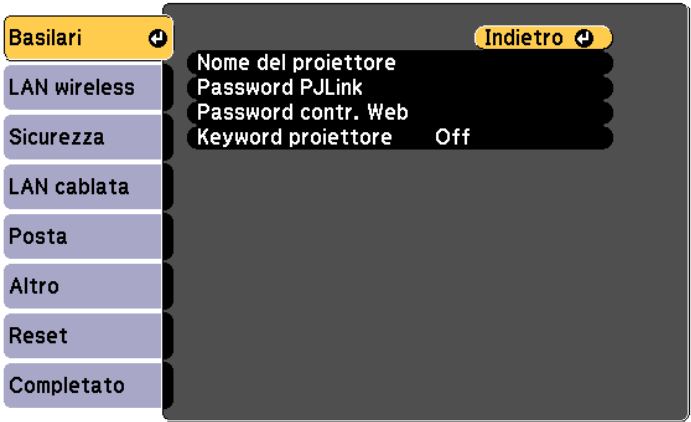 Basilari
LAN wireless
Sicurezza
LAN cablata
Posta
Altro
Reset
Completato
Indietro
Nome del proiettore
Password PJLink
Password contr. Web
Keyword proiettore Off